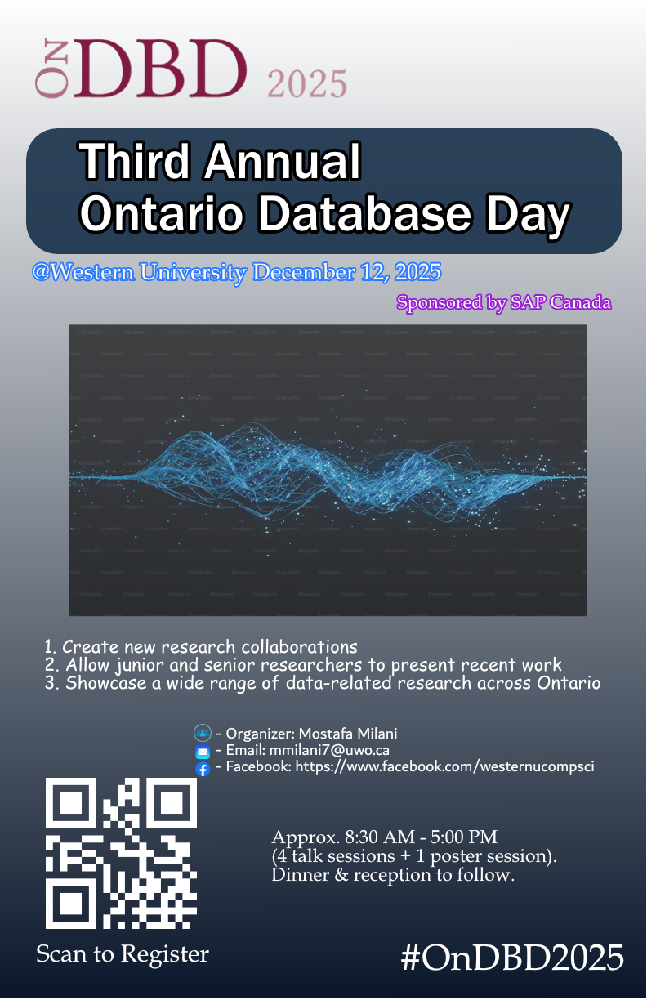 ON DBD 2025
Third Annual
Ontario Database Day
@Western University December 12, 2025
Sponsored by SAP Canada
1. Create new research collaborations
2. Allow junior and senior researchers to present recent work
3. Showcase a wide range of data-related research across Ontario
- Organizer: Mostafa Milani
- Email: mmilani7@uwo.ca
- Facebook: https://www.facebook.com/westernucompsci
Approx. 8:30 AM - 5:00 PM
(4 talk sessions + 1 poster session).
Dinner & reception to follow.
Scan to Register
#OnDBD2025